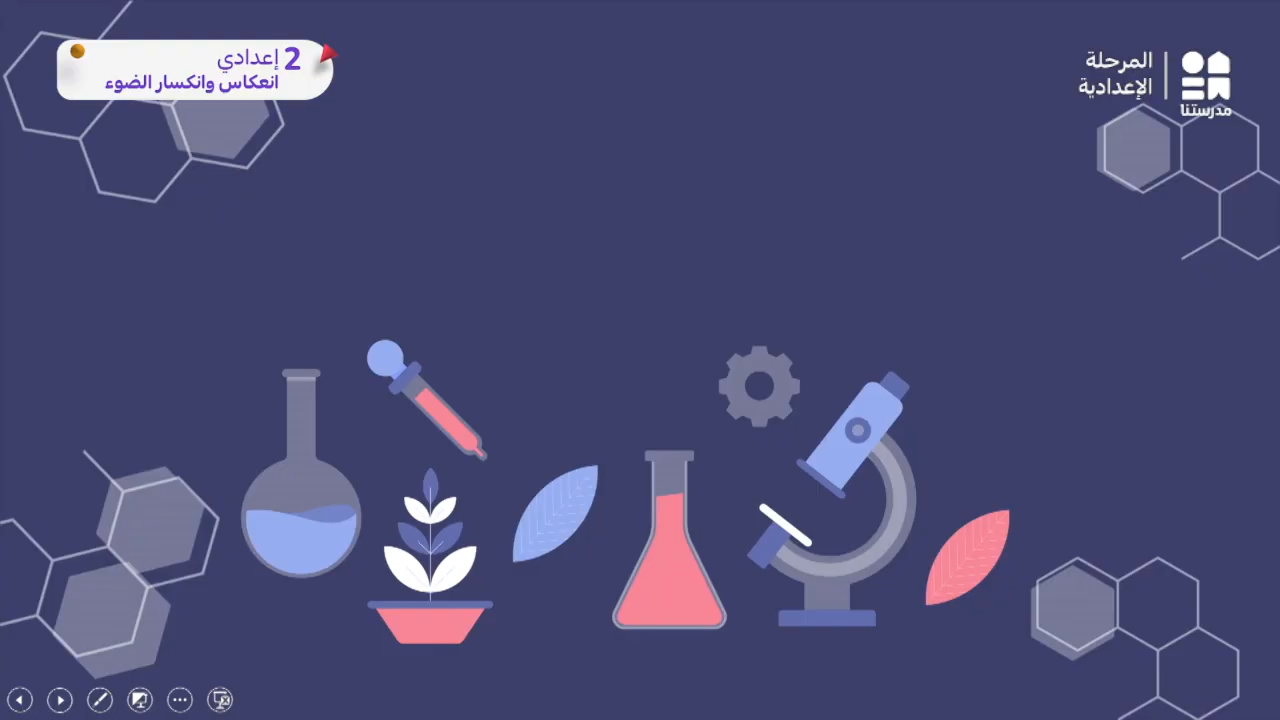 2 إعدادي
انعكاس وانكسار الضوء
المرحلة
الإعدادية
مدرستنا